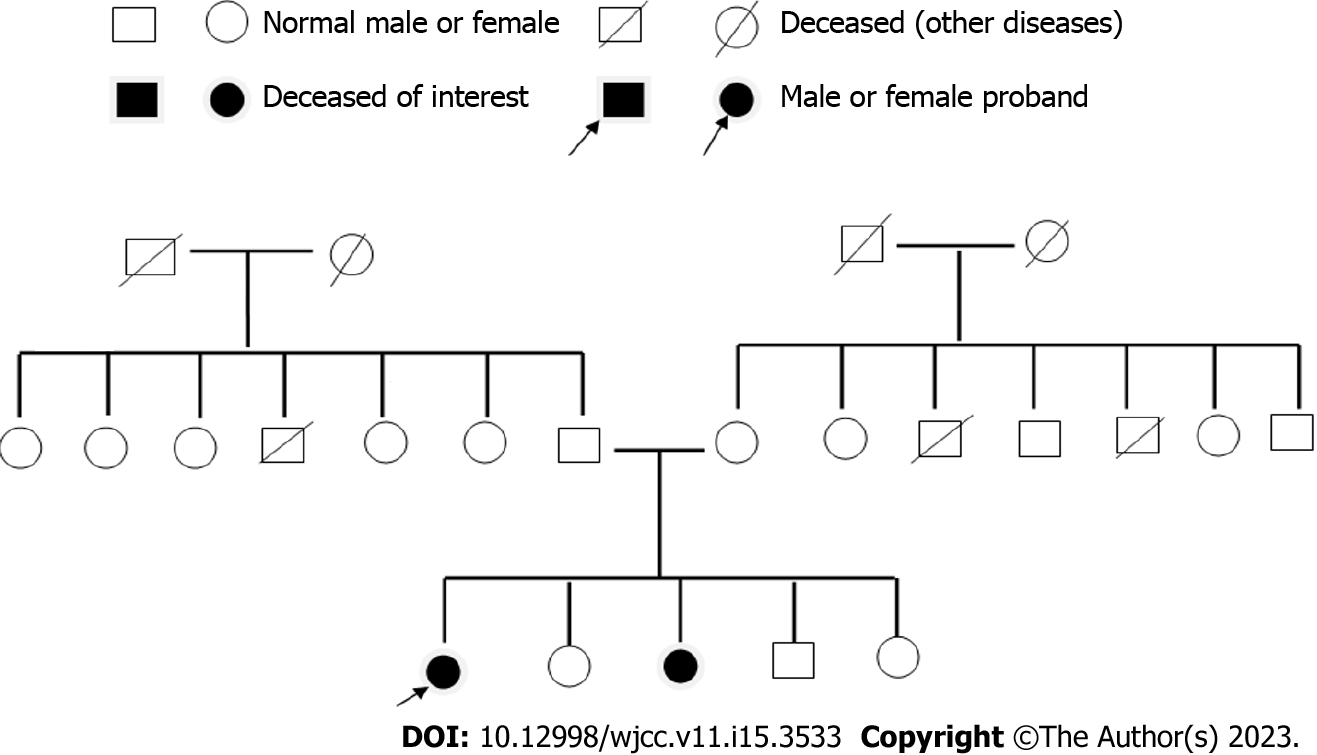 Normal male or female Deceased (other diseases)
Deceased of interest Male or female proband
DOI: 10.12998/wjcc.v11.i15.3533 Copyright ©The Author(s) 2023.